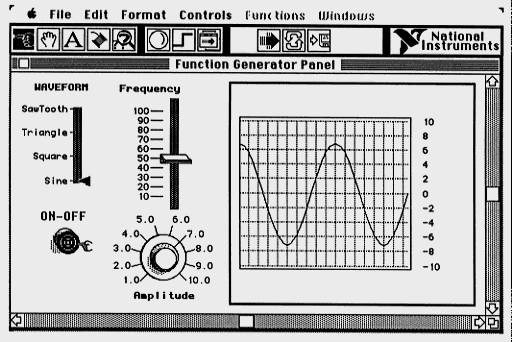 File Edit Format Controls Functions Windows
A ?
National
Instruments
Function Generator Panel
WAVEFORM
SawTooth
Triangle
Square
Sine
ON-OFF
Frequency
100
90
80
70
60
50
40
30
20
10
5.0 6.0
4.0 7.0
3.0 8.0
2.0 9.0
1.0 10.0
Amplitude
10
8
6
4
2
0
-2
-4
-6
-8
-10